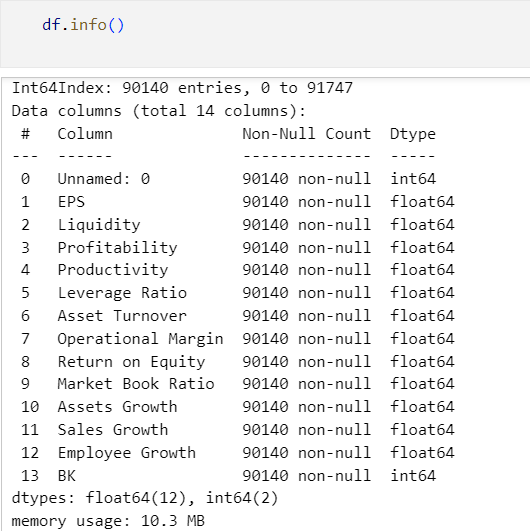 df.info()
Int64Index: 90140 entries, 0 to 91747
Data columns (total 14 columns):
 #   Column              Non-Null Count  Dtype
---  ------              --------------  -----
 0   Unnamed: 0          90140 non-null  int64
 1   EPS                 90140 non-null  float64
 2   Liquidity           90140 non-null  float64
 3   Profitability       90140 non-null  float64
 4   Productivity        90140 non-null  float64
 5   Leverage Ratio      90140 non-null  float64
 6   Asset Turnover      90140 non-null  float64
 7   Operational Margin  90140 non-null  float64
 8   Return on Equity    90140 non-null  float64
 9   Market Book Ratio   90140 non-null  float64
 10  Assets Growth       90140 non-null  float64
 11  Sales Growth        90140 non-null  float64
 12  Employee Growth     90140 non-null  float64
 13  BK                  90140 non-null  int64
dtypes: float64(12), int64(2)
memory usage: 10.3 MB